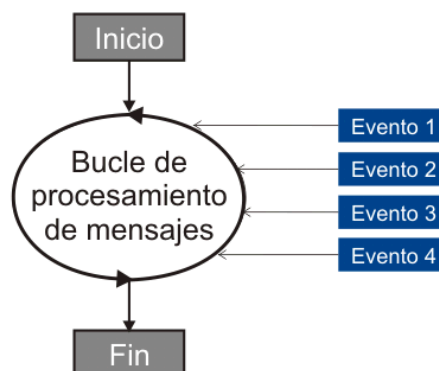 Inicio
Bucle de
procesamiento
de mensajes
Evento 1
Evento 2
Evento 3
Evento 4
Fin